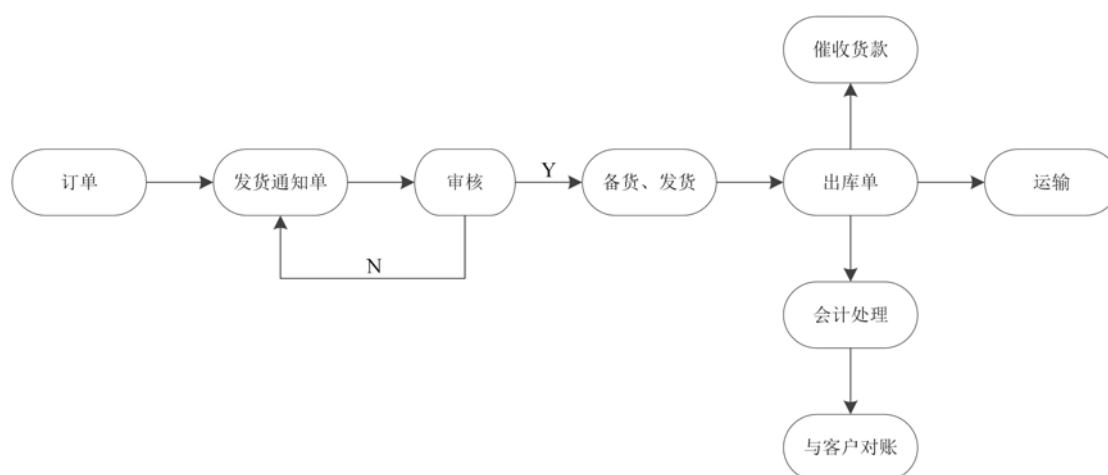 催收货款
订单
发货通知单
审核
Y
备货、发货
出库单
运输
N
会计处理
与客户对账